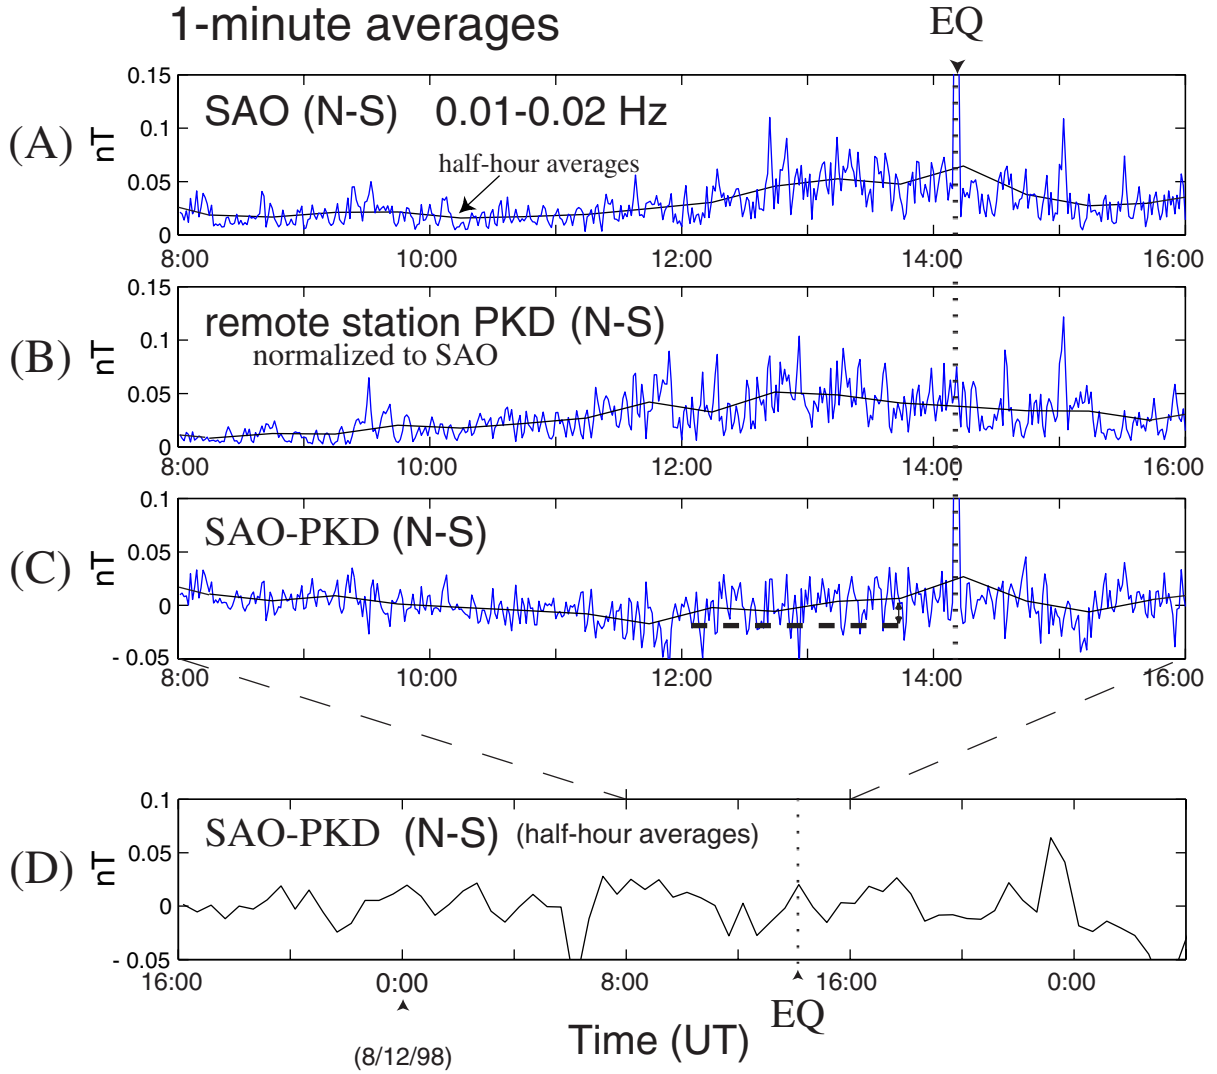 1-minute averages
EQ
(A)
nT
0.15
0.1
0.05
0
SAO (N-S) 0.01-0.02 Hz
half-hour averages
8:00 10:00 12:00 14:00 16:00
(B)
nT
0.15
0.1
0.05
0
remote station PKD (N-S)
normalized to SAO
8:00 10:00 12:00 14:00 16:00
(C)
nT
0.1
0.05
0
- 0.05
SAO-PKD (N-S)
8:00 10:00 12:00 14:00 16:00
(D)
nT
0.1
0.05
0
- 0.05
SAO-PKD (N-S) (half-hour averages)
16:00 0:00 8:00 16:00 0:00
EQ
Time (UT)
(8/12/98)